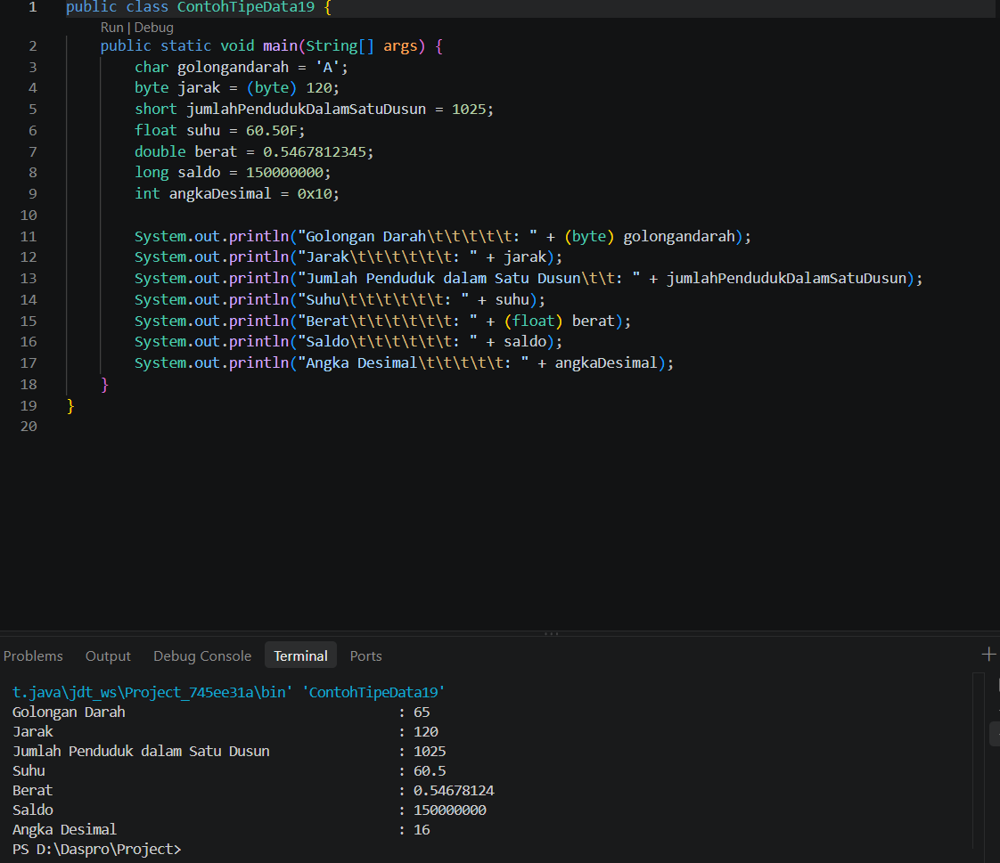 1 public class ContohTipeData19 {
Run | Debug
2 public static void main(String[] args) {
3 char golongandarah = 'A';
4 byte jarak = (byte) 120;
5 short jumlahPendudukDalamSatuDusun = 1025;
6 float suhu = 60.50F;
7 double berat = 0.5467812345;
8 long saldo = 150000000;
9 int angkaDesimal = 0x10;
10
11 System.out.println("Golongan Darah\t\t\t\t\t: " + (byte) golongandarah);
12 System.out.println("Jarak\t\t\t\t\t\t: " + jarak);
13 System.out.println("Jumlah Penduduk dalam Satu Dusun\t\t: " + jumlahPendudukDalamSatuDusun);
14 System.out.println("Suhu\t\t\t\t\t\t: " + suhu);
15 System.out.println("Berat\t\t\t\t\t\t: " + (float) berat);
16 System.out.println("Saldo\t\t\t\t\t\t: " + saldo);
17 System.out.println("Angka Desimal\t\t\t\t\t: " + angkaDesimal);
18 }
19 }
20
Problems Output Debug Console Terminal Ports
t.java\jdt_ws\Project_745ee31a\bin' 'ContohTipeData19'
Golongan Darah : 65
Jarak : 120
Jumlah Penduduk dalam Satu Dusun : 1025
Suhu : 60.5
Berat : 0.54678124
Saldo : 150000000
Angka Desimal : 16
PS D:\Daspro\Project>